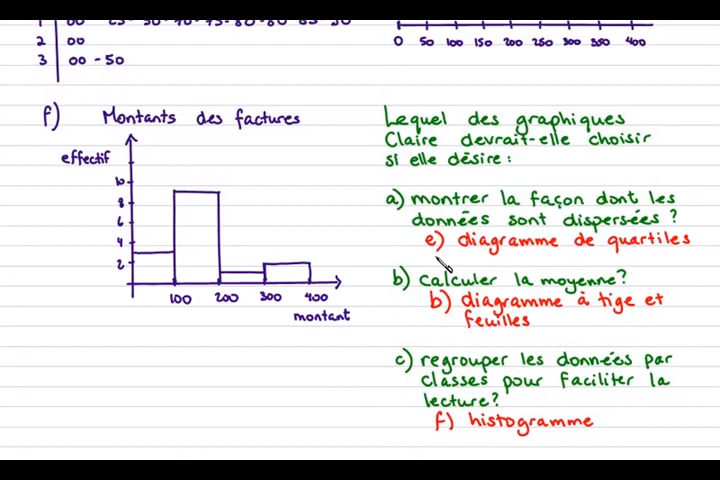 2 00
3 00 - 50
0 50 100 150 200 250 300 350 400
f) Montants des factures
effectif
10
8
6
4
2
100 200 300 400
montant
Lequel des graphiques
Claire devrait-elle choisir
si elle désire :
a) montrer la façon dont les
données sont dispersées ?
e) diagramme de quartiles
b) calculer la moyenne?
b) diagramme à tige et
feuilles
c) regrouper les données par
classes pour faciliter la
lecture?
f) histogramme